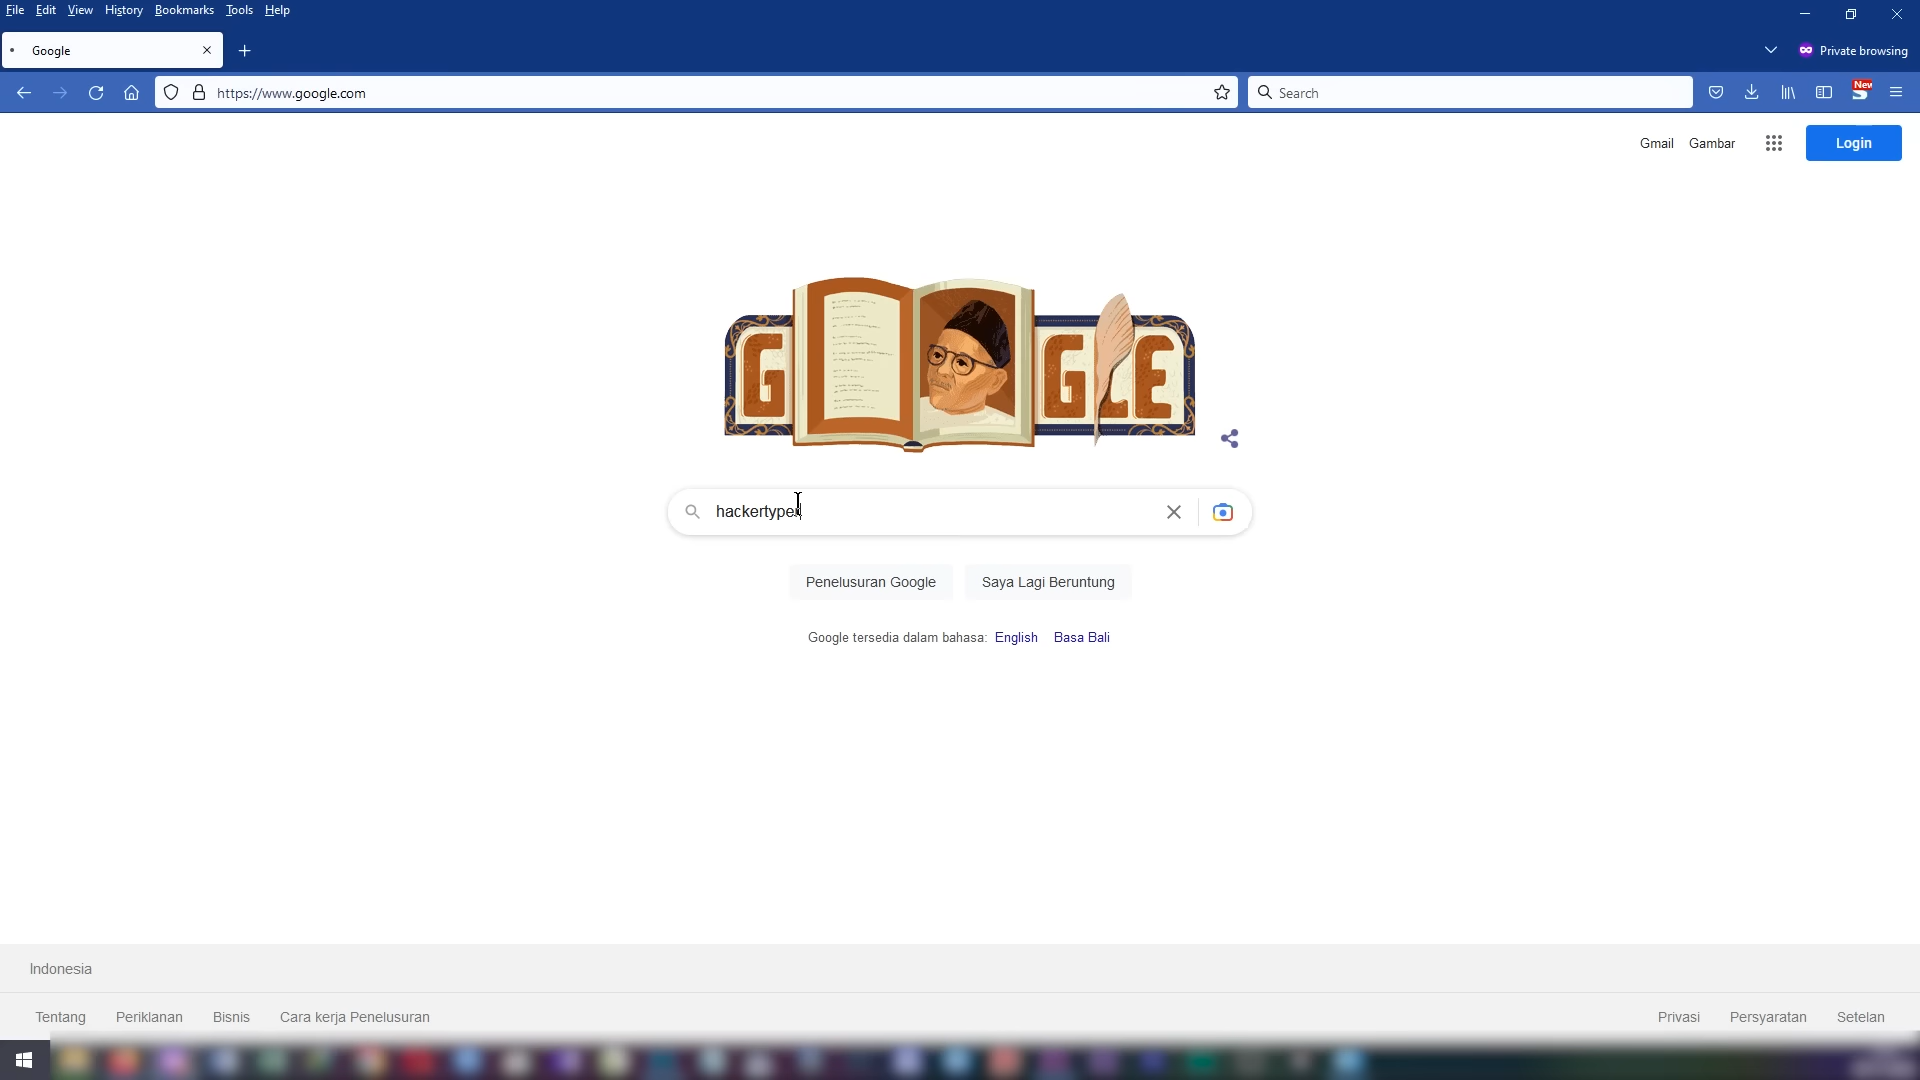 File Edit View History Bookmarks Tools Help
Google
Private browsing
https://www.google.com
Search
New
Gmail Gambar
Login
G GLE
hackertyper
Penelusuran Google Saya Lagi Beruntung
Google tersedia dalam bahasa: English Basa Bali
Indonesia
Tentang Periklanan Bisnis Cara kerja Penelusuran
Privasi Persyaratan Setelan